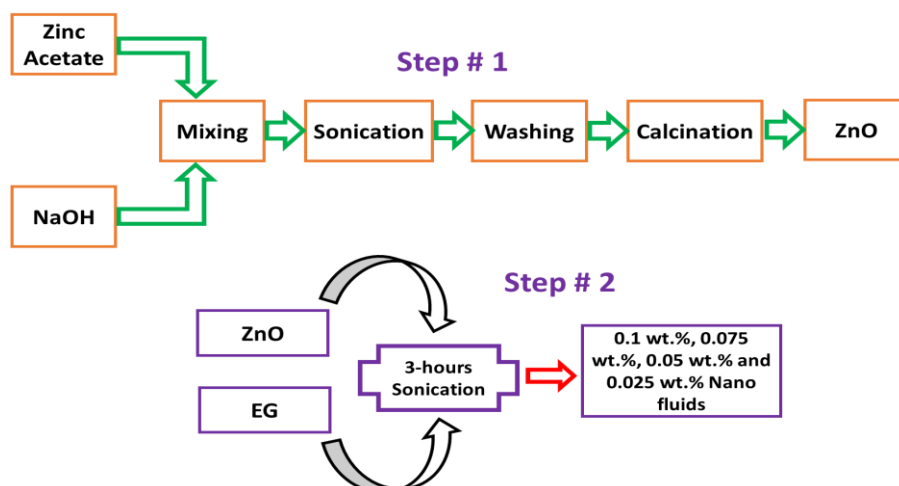 Zinc
Acetate
Step # 1
Mixing
Sonication
Washing
Calcination
ZnO
NaOH
Step # 2
ZnO
EG
3-hours
Sonication
0.1 wt.%, 0.075
wt.%, 0.05 wt.% and
0.025 wt.% Nano
fluids